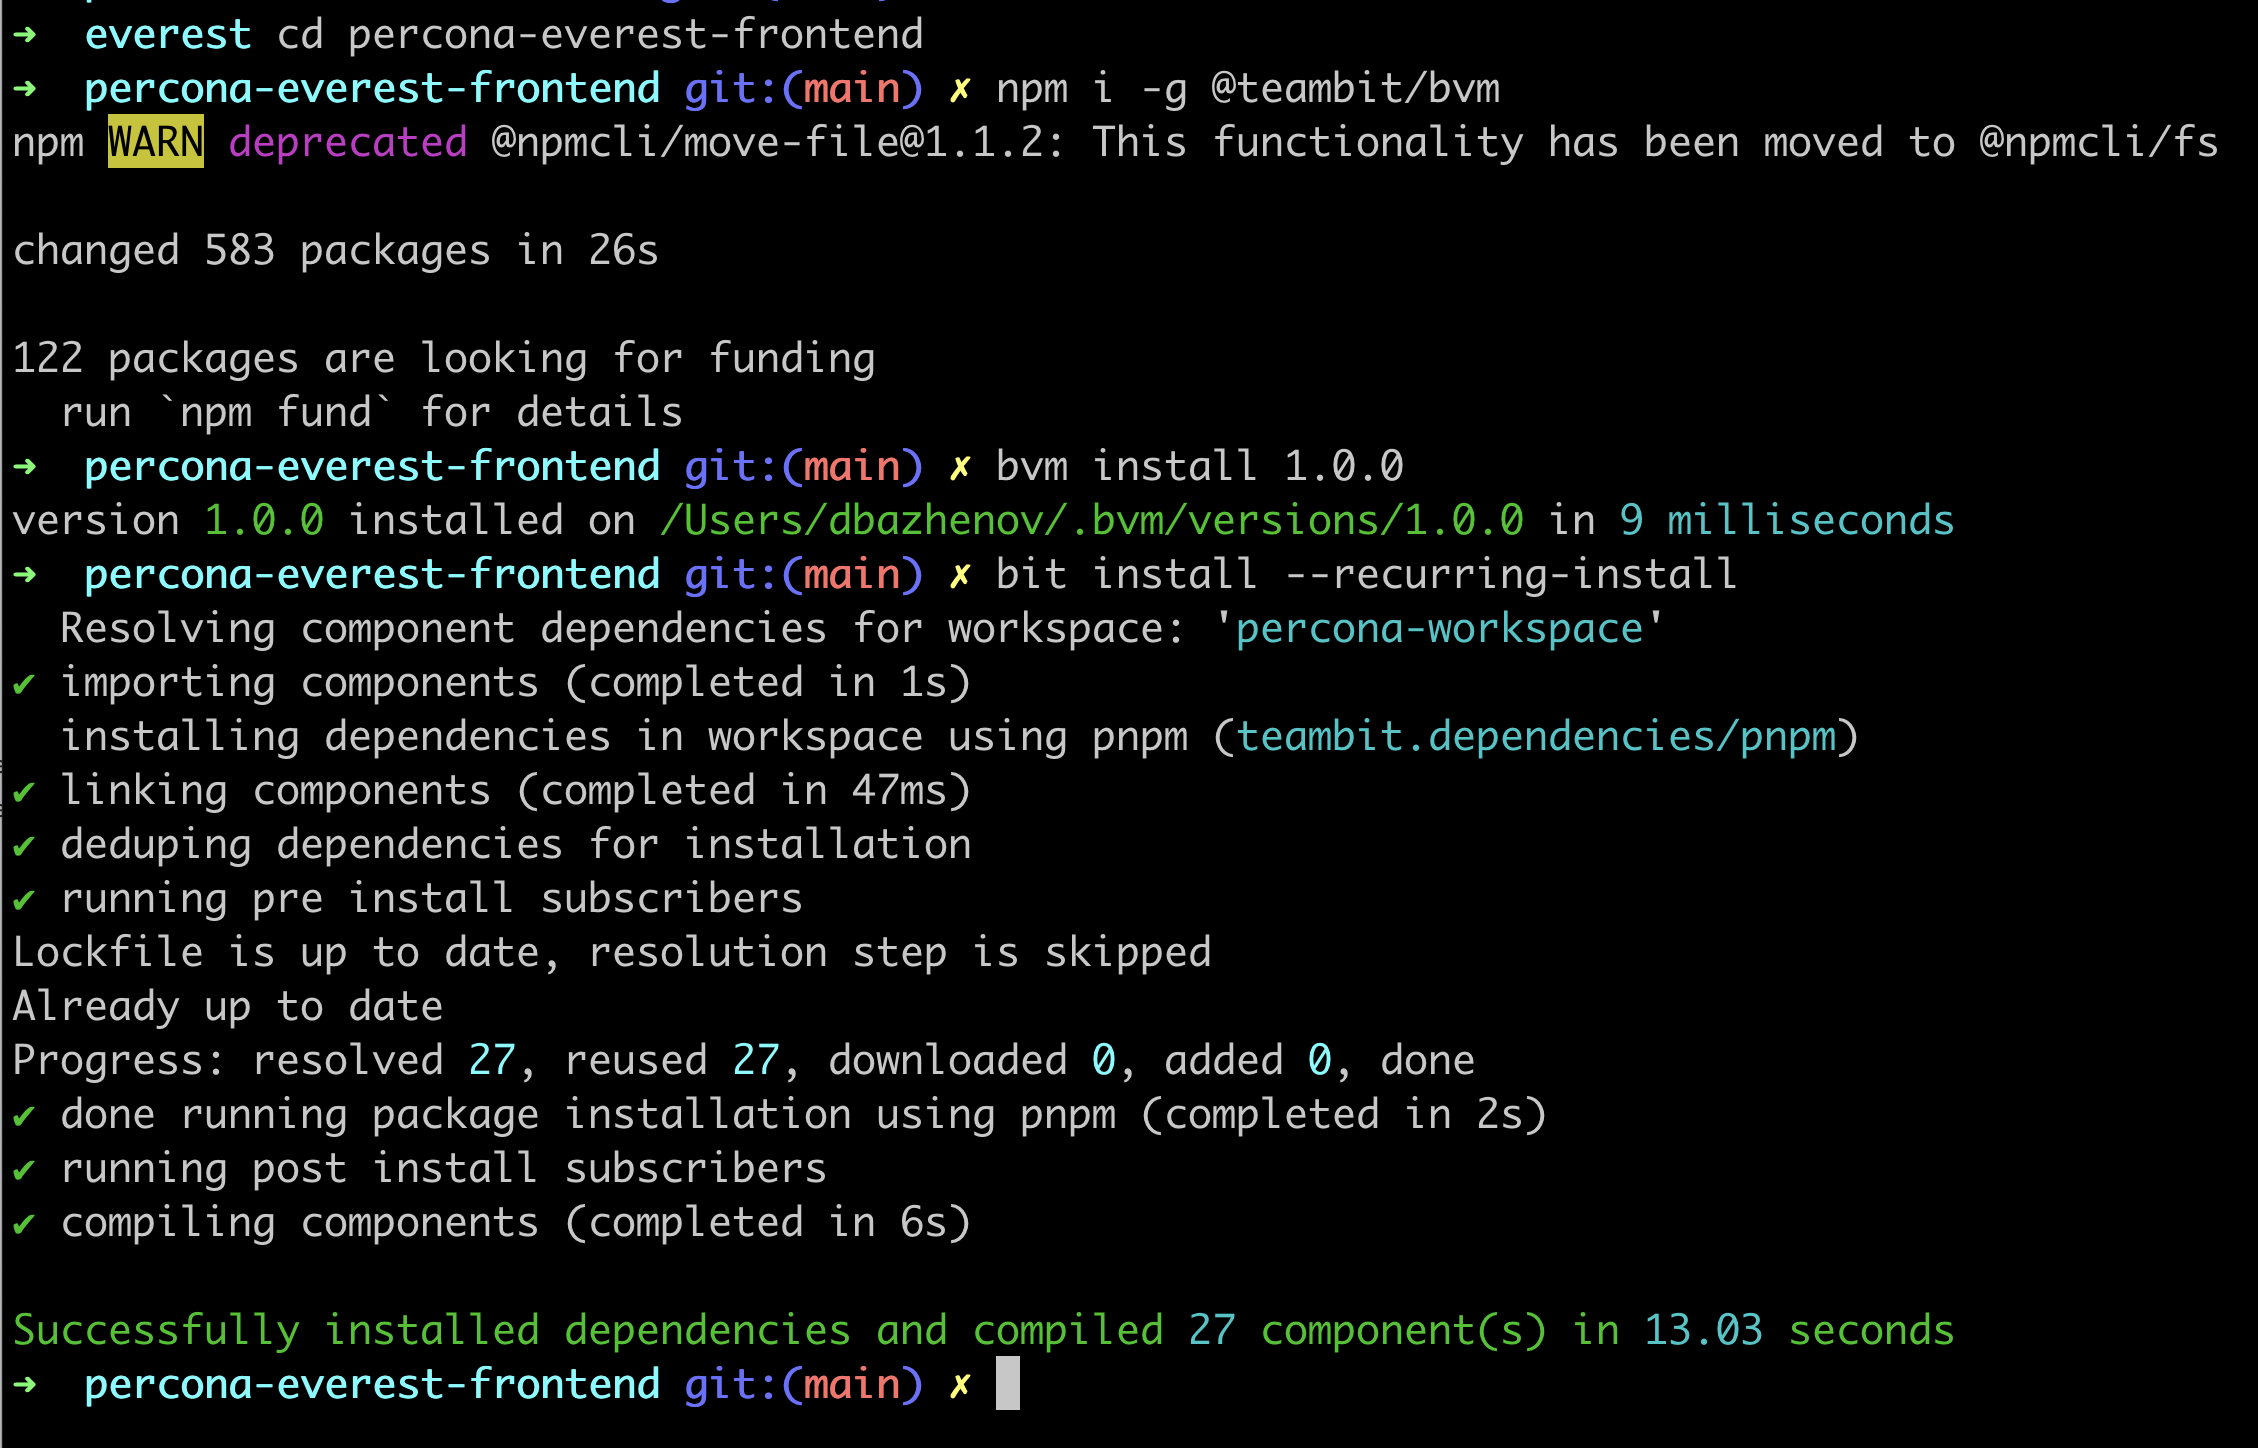 ➜  everest cd percona-everest-frontend
➜  percona-everest-frontend git:(main) ✗ npm i -g @teambit/bvm
npm WARN deprecated @npmcli/move-file@1.1.2: This functionality has been moved to @npmcli/fs
changed 583 packages in 26s
122 packages are looking for funding
  run `npm fund` for details
➜  percona-everest-frontend git:(main) ✗ bvm install 1.0.0
version 1.0.0 installed on /Users/dbazhenov/.bvm/versions/1.0.0 in 9 milliseconds
➜  percona-everest-frontend git:(main) ✗ bit install --recurring-install
  Resolving component dependencies for workspace: 'percona-workspace'
✔ importing components (completed in 1s)
  installing dependencies in workspace using pnpm (teambit.dependencies/pnpm)
✔ linking components (completed in 47ms)
✔ deduping dependencies for installation
✔ running pre install subscribers
Lockfile is up to date, resolution step is skipped
Already up to date
Progress: resolved 27, reused 27, downloaded 0, added 0, done
✔ done running package installation using pnpm (completed in 2s)
✔ running post install subscribers
✔ compiling components (completed in 6s)
Successfully installed dependencies and compiled 27 component(s) in 13.03 seconds
➜  percona-everest-frontend git:(main) ✗